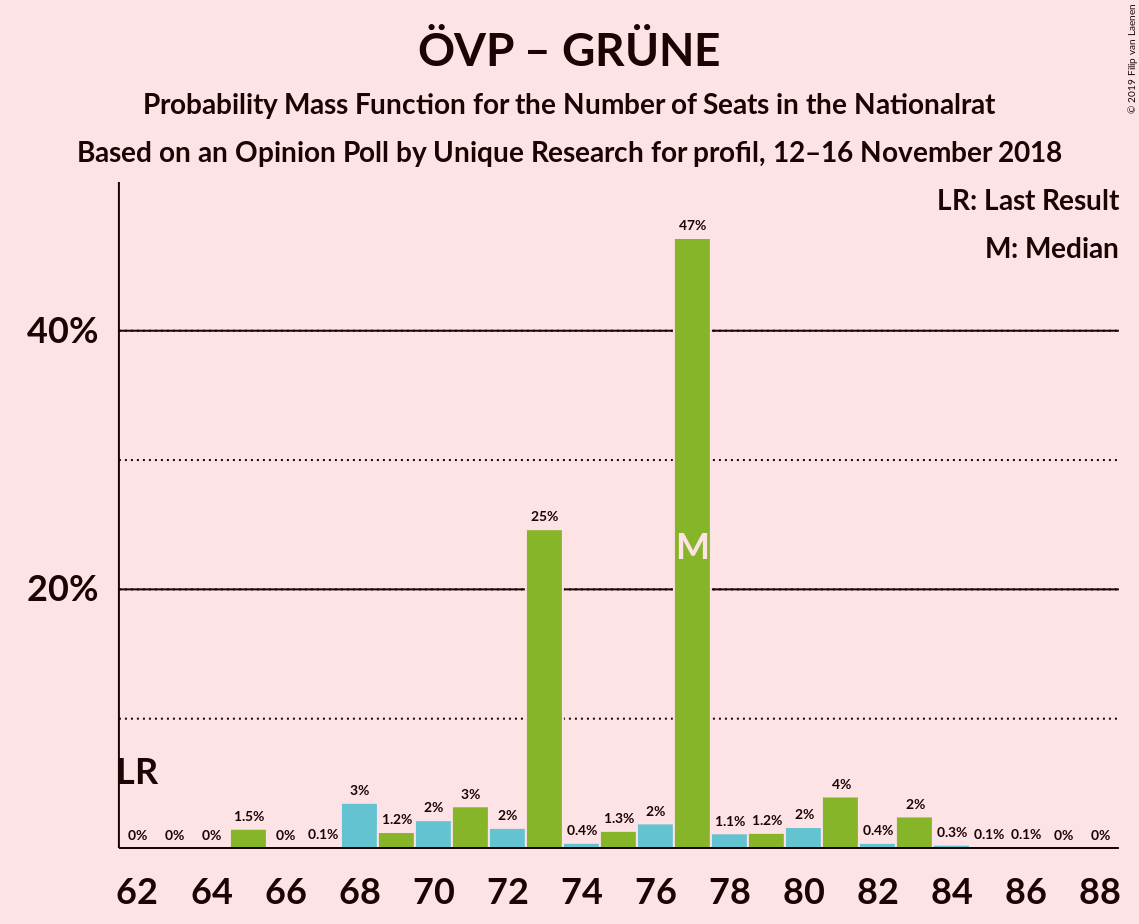 ÖVP – GRÜNE
Probability Mass Function for the Number of Seats in the Nationalrat
Based on an Opinion Poll by Unique Research for profil, 12–16 November 2018
© 2019 Filip van Laenen
LR: Last Result
M: Median
47%
40%
25%
M
20%
LR
0% 0% 0% 1.5% 0% 0.1% 3% 1.2% 2% 3% 2% 0.4% 1.3% 2% 1.1% 1.2% 2% 4% 0.4% 2% 0.3% 0.1% 0.1% 0% 0%
62 64 66 68 70 72 74 76 78 80 82 84 86 88